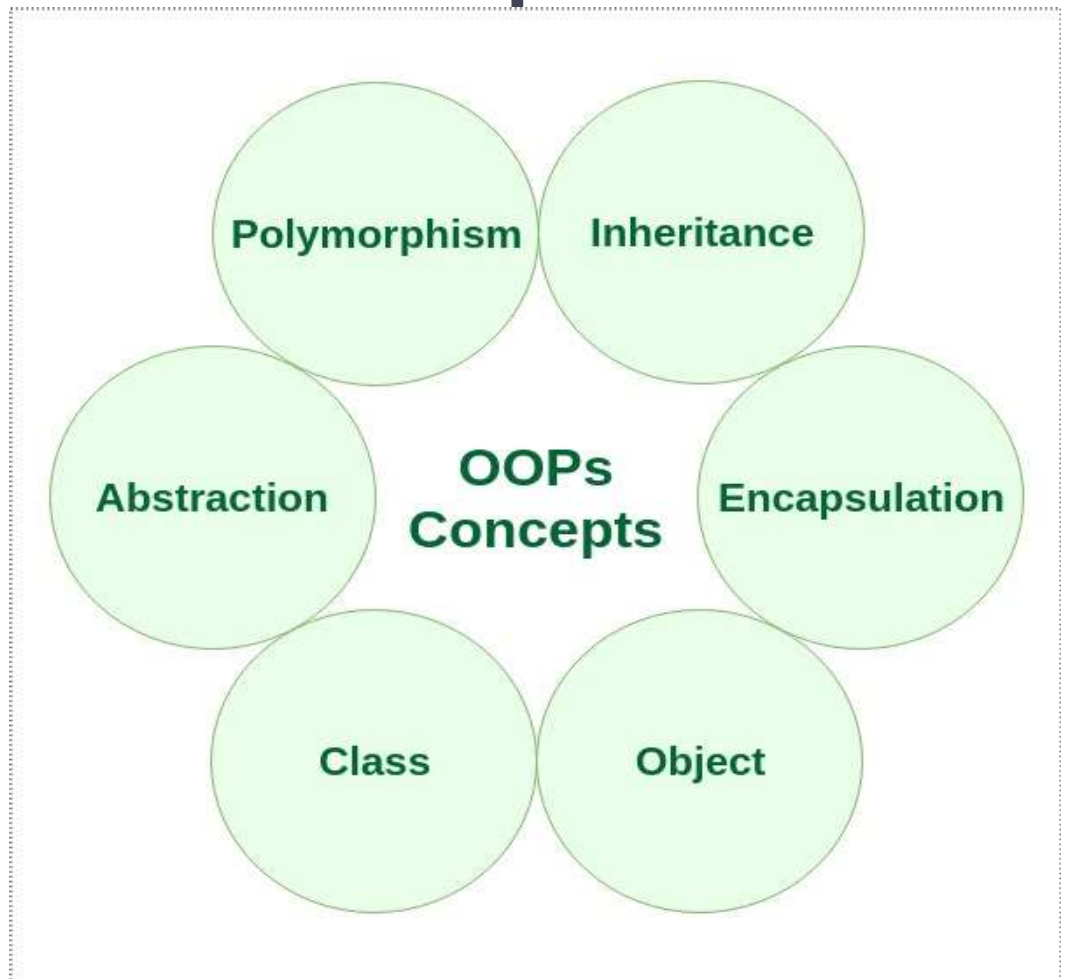 Polymorphism
Inheritance
Abstraction
OOPs
Concepts
Encapsulation
Class
Object